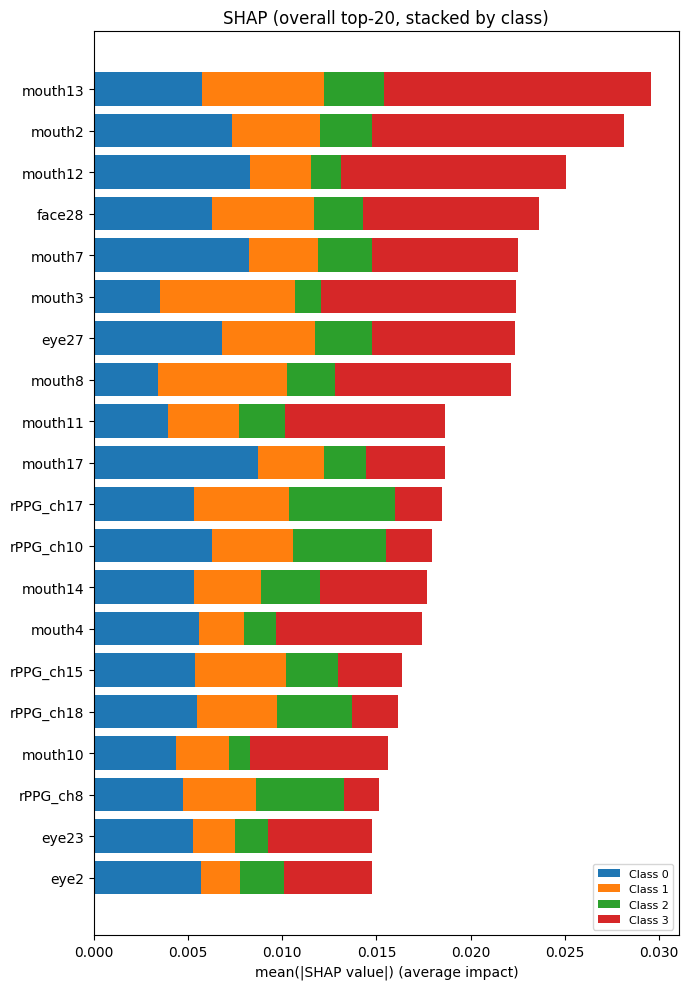 SHAP (overall top-20, stacked by class)
mouth13
mouth2
mouth12
face28
mouth7
mouth3
eye27
mouth8
mouth11
mouth17
rPPG_ch17
rPPG_ch10
mouth14
mouth4
rPPG_ch15
rPPG_ch18
mouth10
rPPG_ch8
eye23
eye2
Class 0
Class 1
Class 2
Class 3
0.000 0.005 0.010 0.015 0.020 0.025 0.030
mean(|SHAP value|) (average impact)